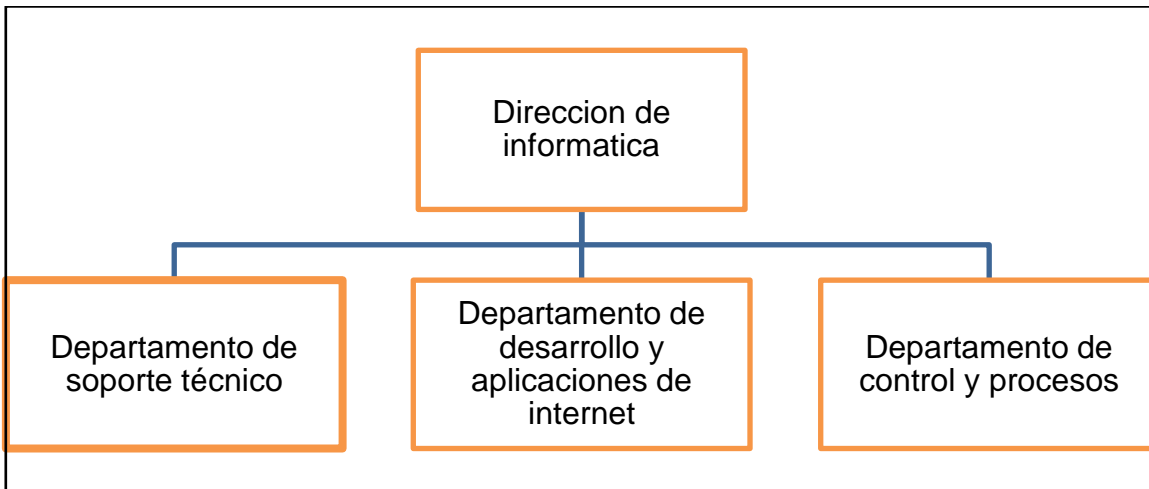 Direccion de
informatica
Departamento de
soporte técnico
Departamento de
desarrollo y
aplicaciones de
internet
Departamento de
control y procesos